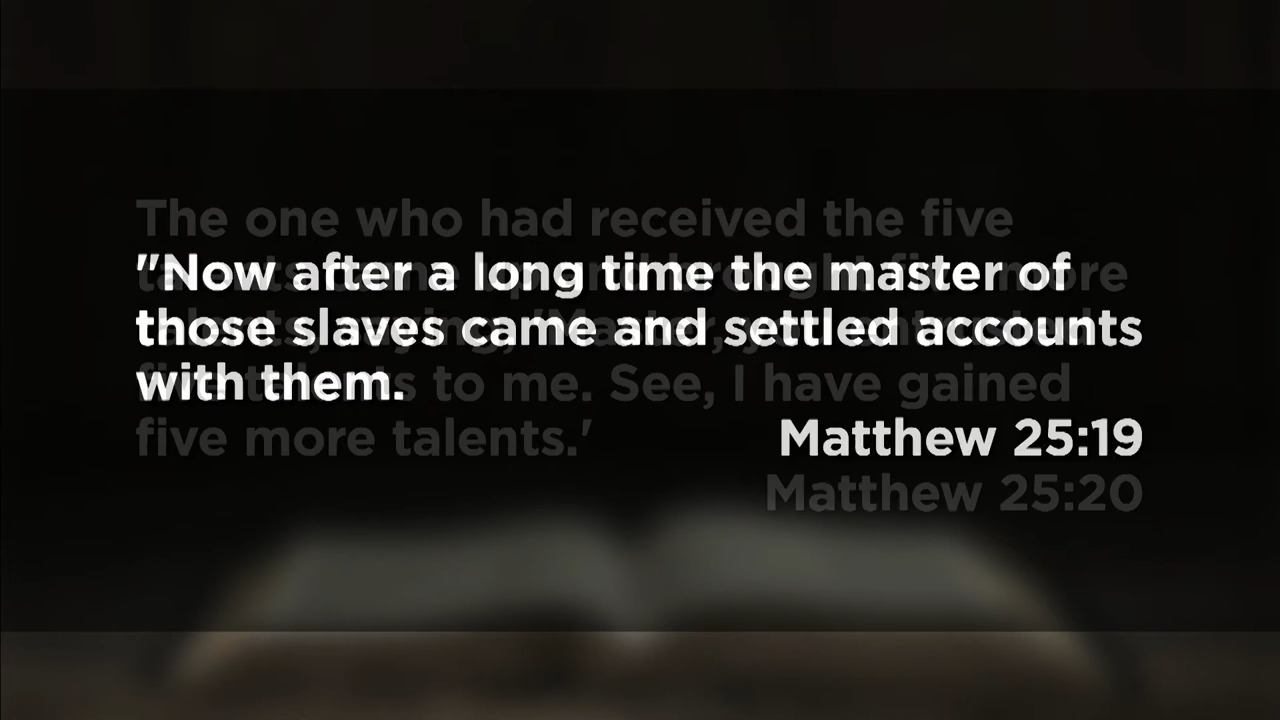 The one who had received the five
"Now after a long time the master of
those slaves came and settled accounts
with them.
to me. See, I have gained
five more talents.'
Matthew 25:19
Matthew 25:20